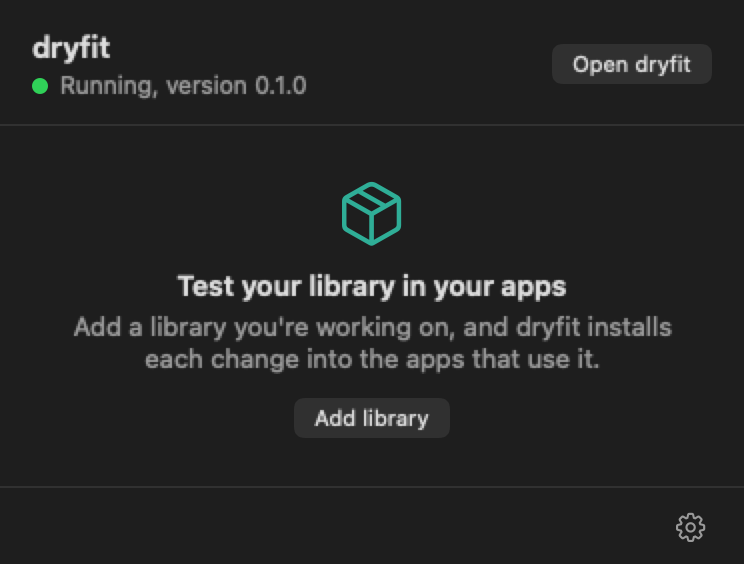 dryfit
Running, version 0.1.0
Open dryfit
Test your library in your apps
Add a library you're working on, and dryfit installs
each change into the apps that use it.
Add library